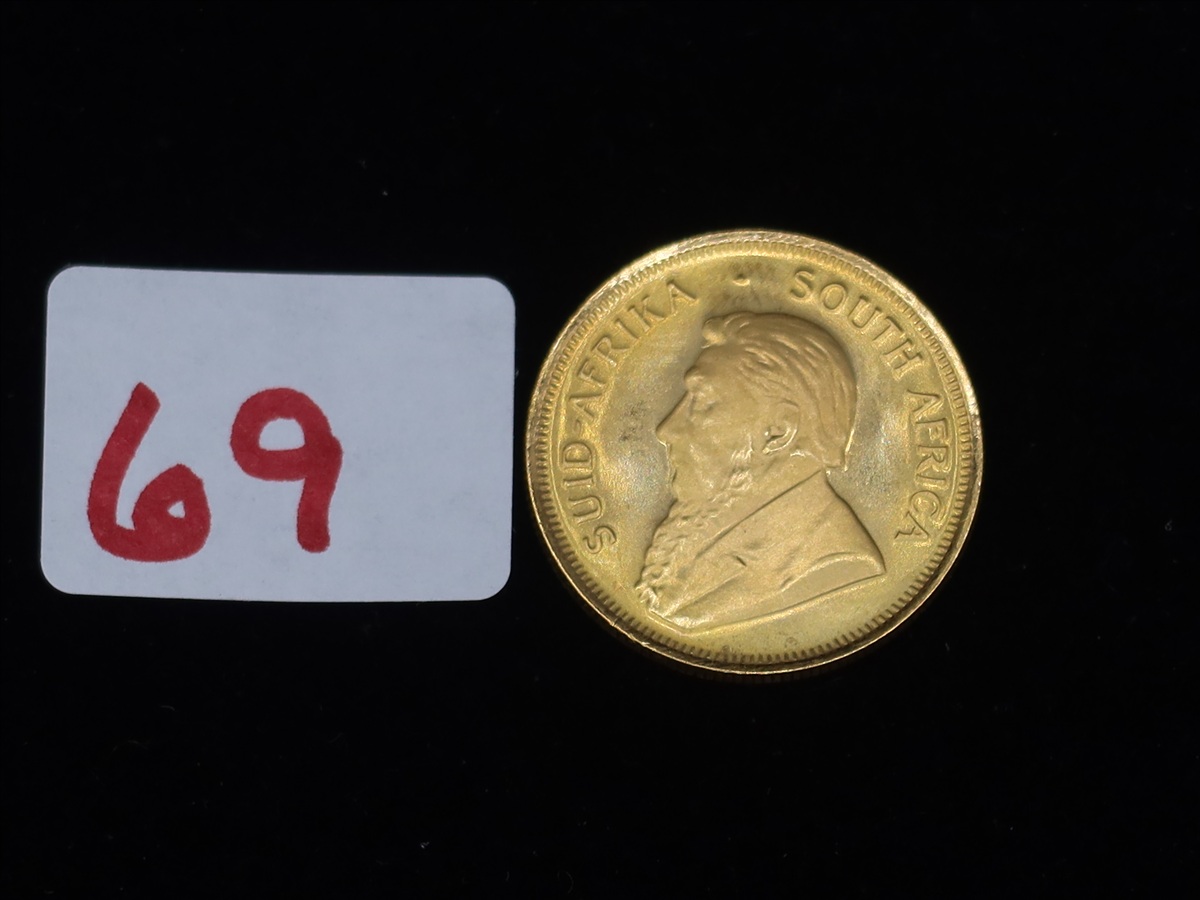 69
SUID-AFRIKA · SOUTH AFRICA